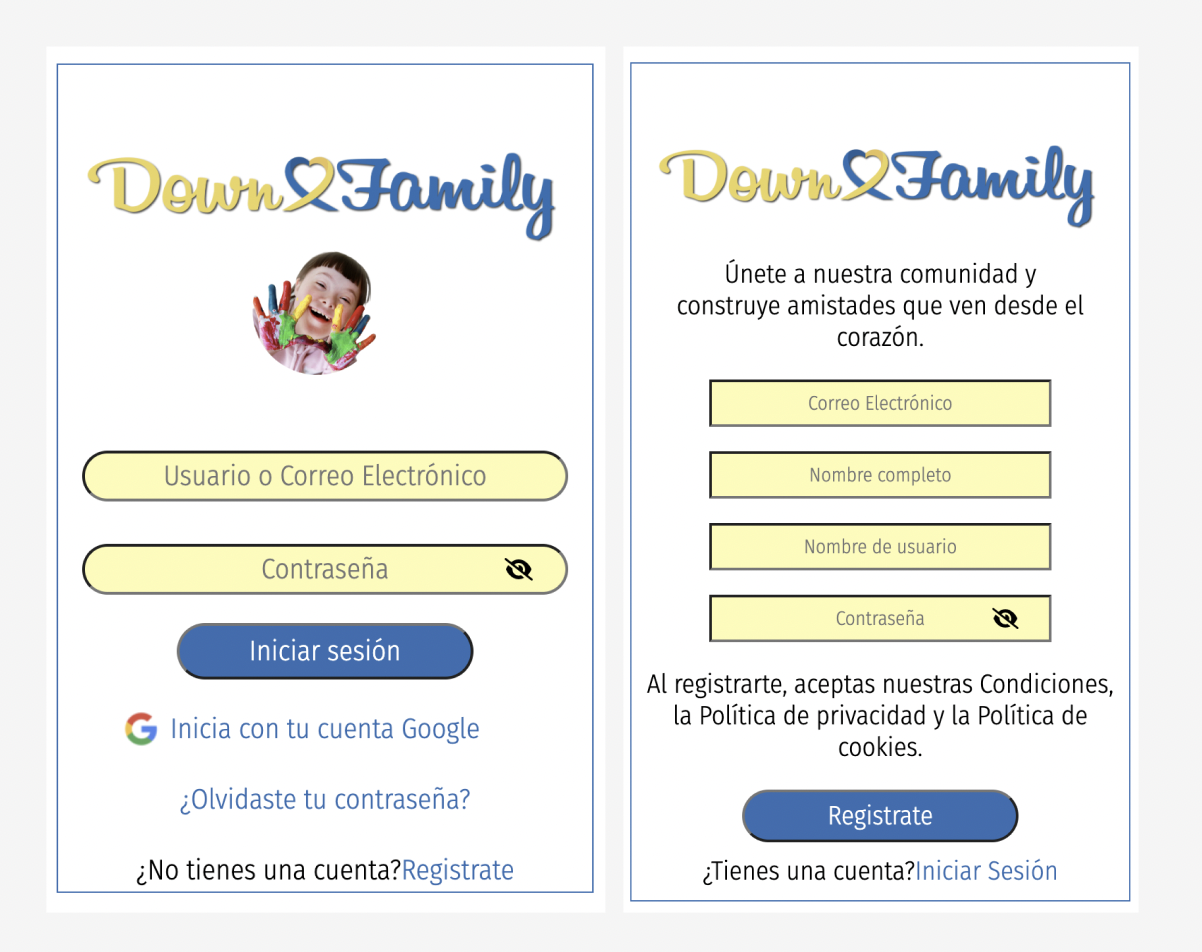 Down Family
Usuario o Correo Electrónico
Contraseña
Iniciar sesión
Inicia con tu cuenta Google
¿Olvidaste tu contraseña?
¿No tienes una cuenta?Registrate
Down Family
Únete a nuestra comunidad y
construye amistades que ven desde el
corazón.
Correo Electrónico
Nombre completo
Nombre de usuario
Contraseña
Al registrarte, aceptas nuestras Condiciones,
la Política de privacidad y la Política de
cookies.
Registrate
¿Tienes una cuenta?Iniciar Sesión